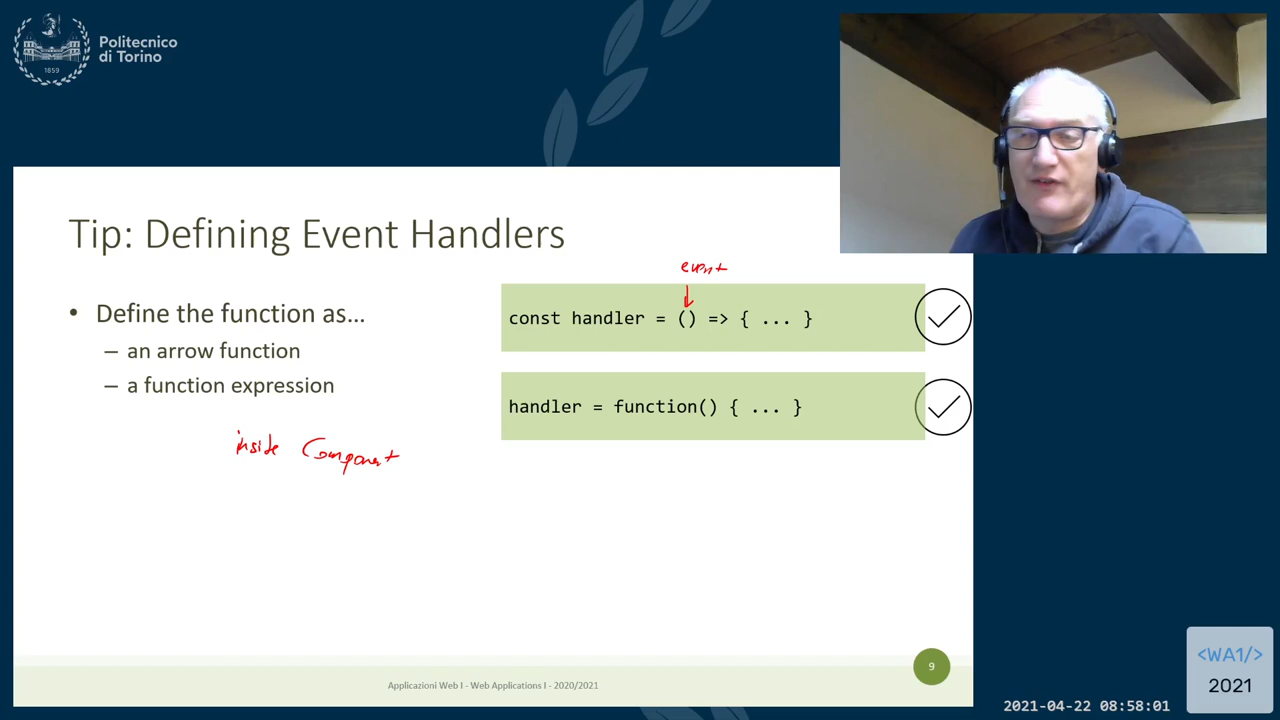 Politecnico
di Torino
1859
Tip: Defining Event Handlers
event
• Define the function as…
– an arrow function
– a function expression
const handler = () => { ... }
handler = function() { ... }
inside Component
9
Applicazioni Web I - Web Applications I - 2020/2021
<WA1/>
2021
2021-04-22 08:58:01